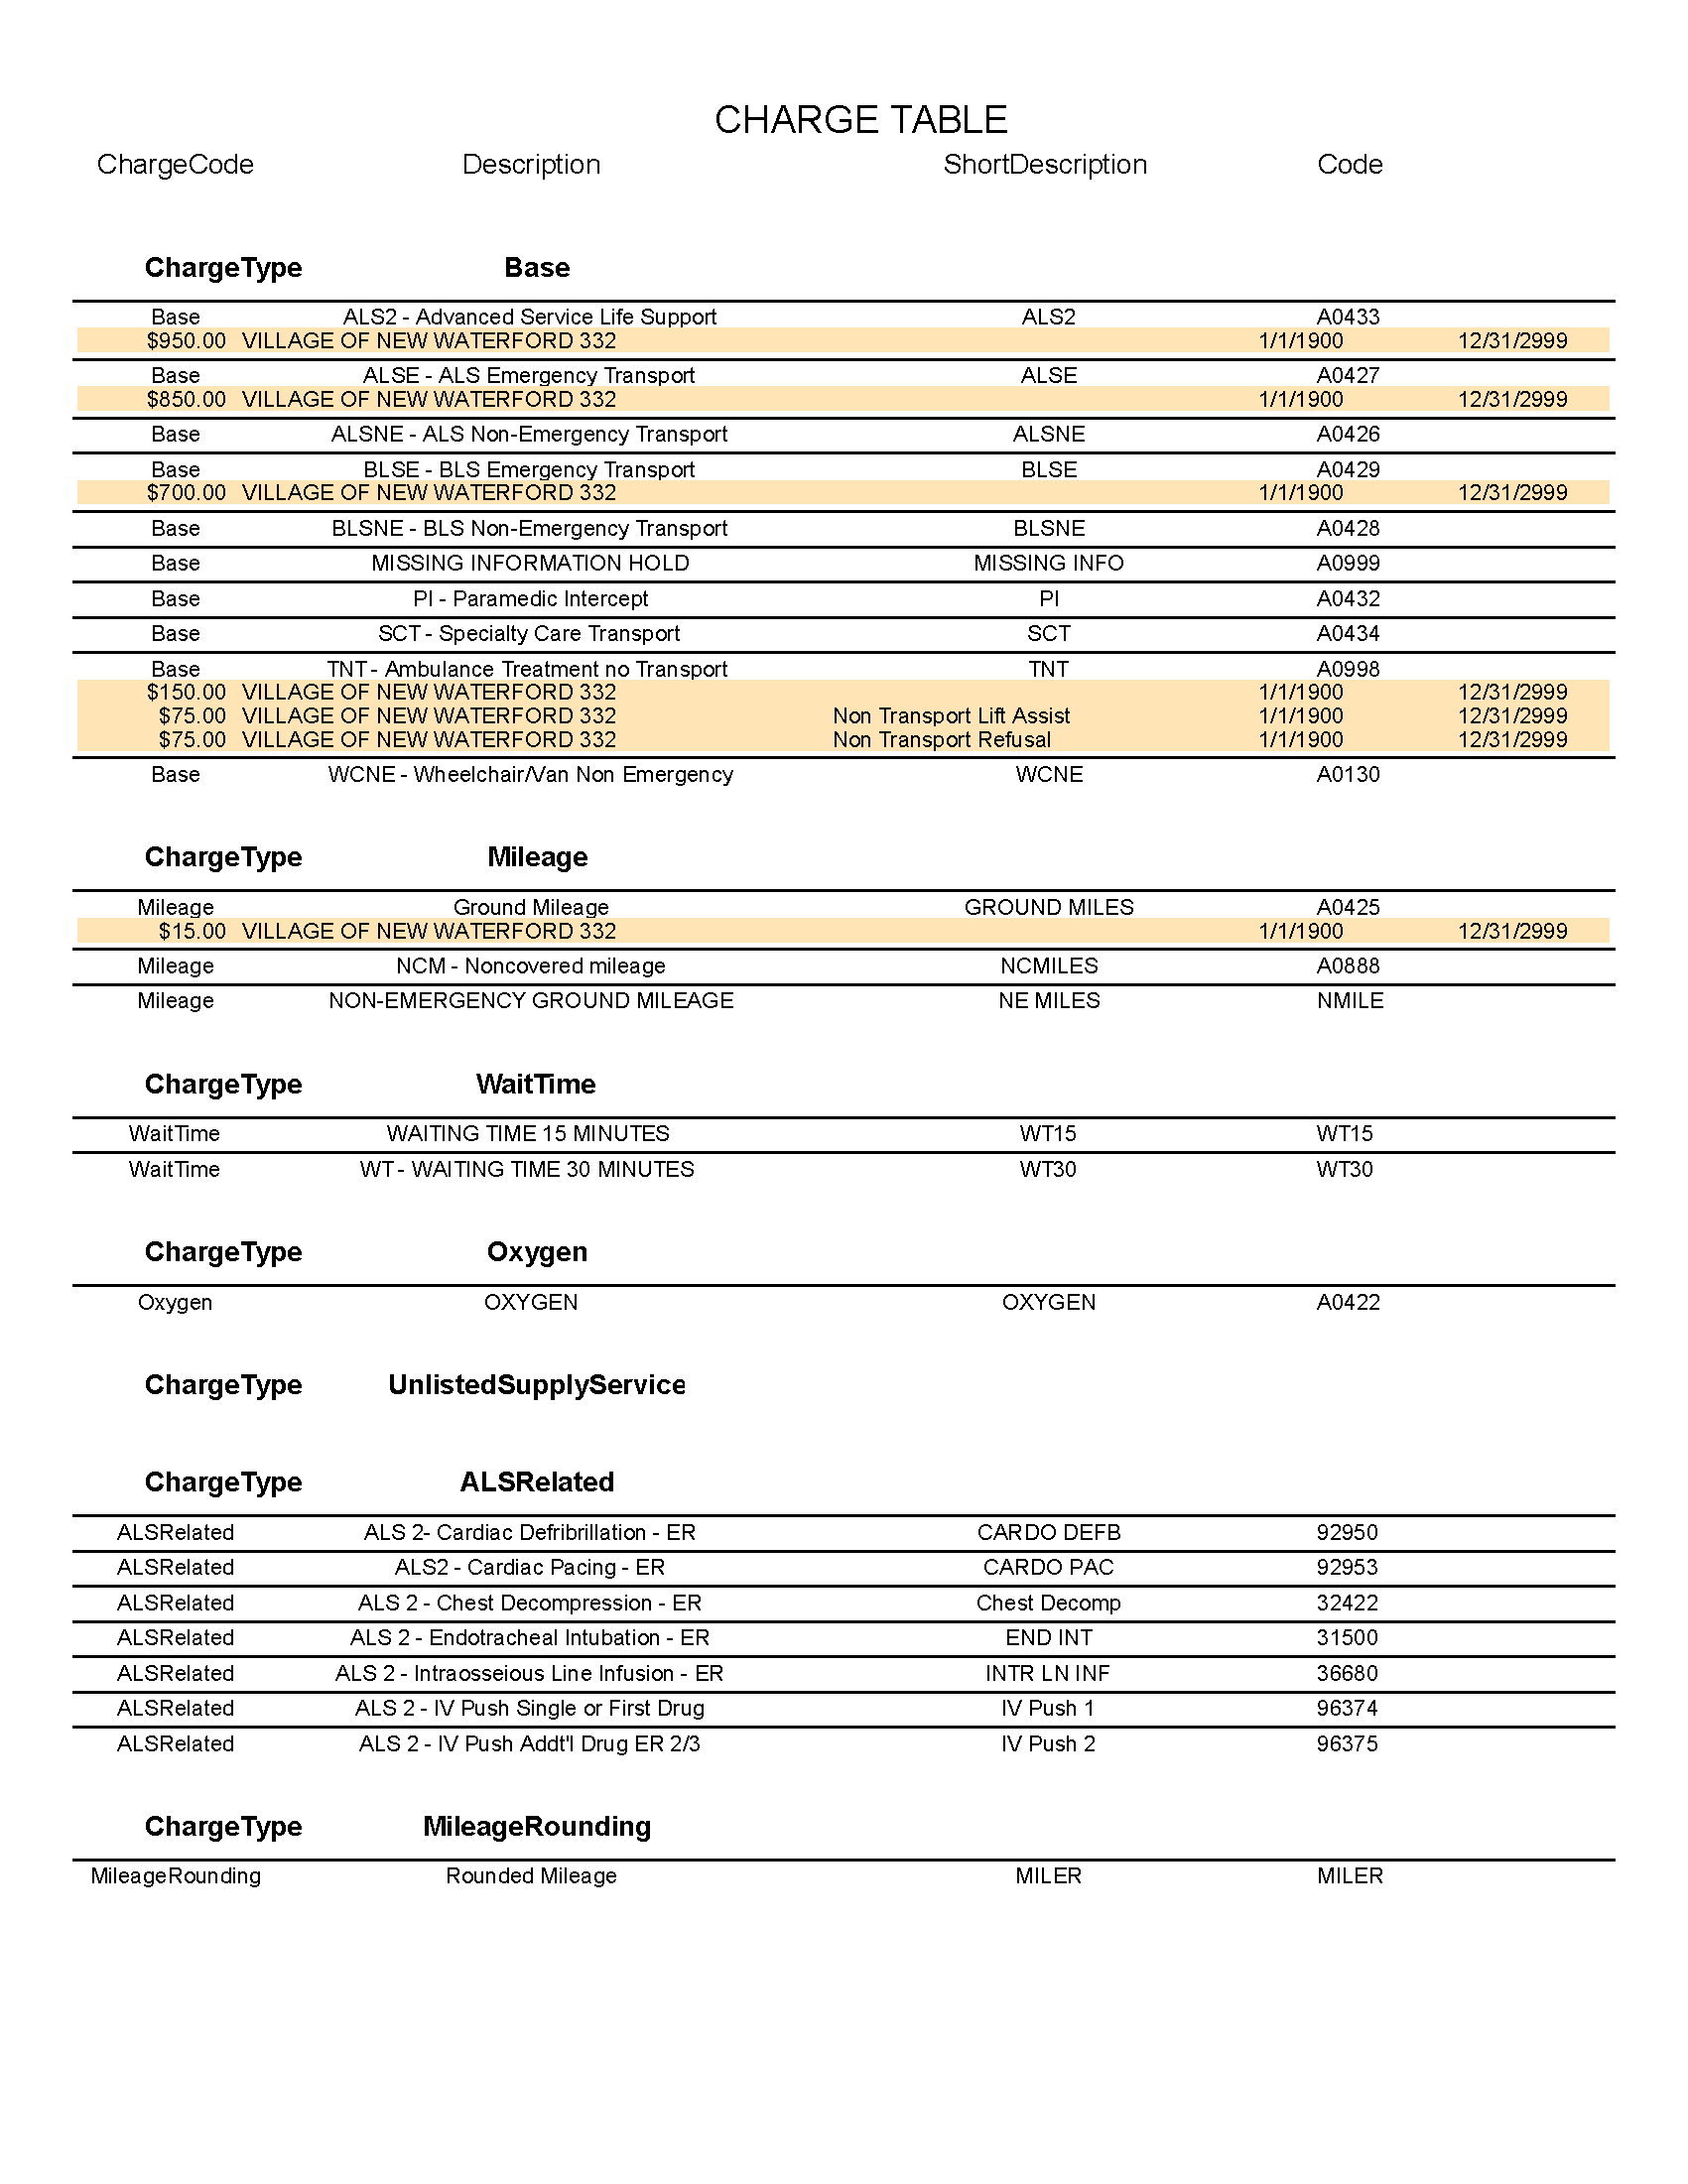 CHARGE TABLE
ChargeCode Description ShortDescription Code
ChargeType Base
Base ALS2 - Advanced Service Life Support ALS2 A0433
$950.00 VILLAGE OF NEW WATERFORD 332 1/1/1900 12/31/2999
Base ALSE - ALS Emergency Transport ALSE A0427
$850.00 VILLAGE OF NEW WATERFORD 332 1/1/1900 12/31/2999
Base ALSNE - ALS Non-Emergency Transport ALSNE A0426
Base BLSE - BLS Emergency Transport BLSE A0429
$700.00 VILLAGE OF NEW WATERFORD 332 1/1/1900 12/31/2999
Base BLSNE - BLS Non-Emergency Transport BLSNE A0428
Base MISSING INFORMATION HOLD MISSING INFO A0999
Base PI - Paramedic Intercept PI A0432
Base SCT - Specialty Care Transport SCT A0434
Base TNT - Ambulance Treatment no Transport TNT A0998
$150.00 VILLAGE OF NEW WATERFORD 332 1/1/1900 12/31/2999
$75.00 VILLAGE OF NEW WATERFORD 332 Non Transport Lift Assist 1/1/1900 12/31/2999
$75.00 VILLAGE OF NEW WATERFORD 332 Non Transport Refusal 1/1/1900 12/31/2999
Base WCNE - Wheelchair/Van Non Emergency WCNE A0130
ChargeType Mileage
Mileage Ground Mileage GROUND MILES A0425
$15.00 VILLAGE OF NEW WATERFORD 332 1/1/1900 12/31/2999
Mileage NCM - Noncovered mileage NCMILES A0888
Mileage NON-EMERGENCY GROUND MILEAGE NE MILES NMILE
ChargeType WaitTime
WaitTime WAITING TIME 15 MINUTES WT15 WT15
WaitTime WT - WAITING TIME 30 MINUTES WT30 WT30
ChargeType Oxygen
Oxygen OXYGEN OXYGEN A0422
ChargeType UnlistedSupplyService
ChargeType ALSRelated
ALSRelated ALS 2- Cardiac Defribrillation - ER CARDO DEFB 92950
ALSRelated ALS2 - Cardiac Pacing - ER CARDO PAC 92953
ALSRelated ALS 2 - Chest Decompression - ER Chest Decomp 32422
ALSRelated ALS 2 - Endotracheal Intubation - ER END INT 31500
ALSRelated ALS 2 - Intraosseious Line Infusion - ER INTR LN INF 36680
ALSRelated ALS 2 - IV Push Single or First Drug IV Push 1 96374
ALSRelated ALS 2 - IV Push Addt'l Drug ER 2/3 IV Push 2 96375
ChargeType MileageRounding
MileageRounding Rounded Mileage MILER MILER